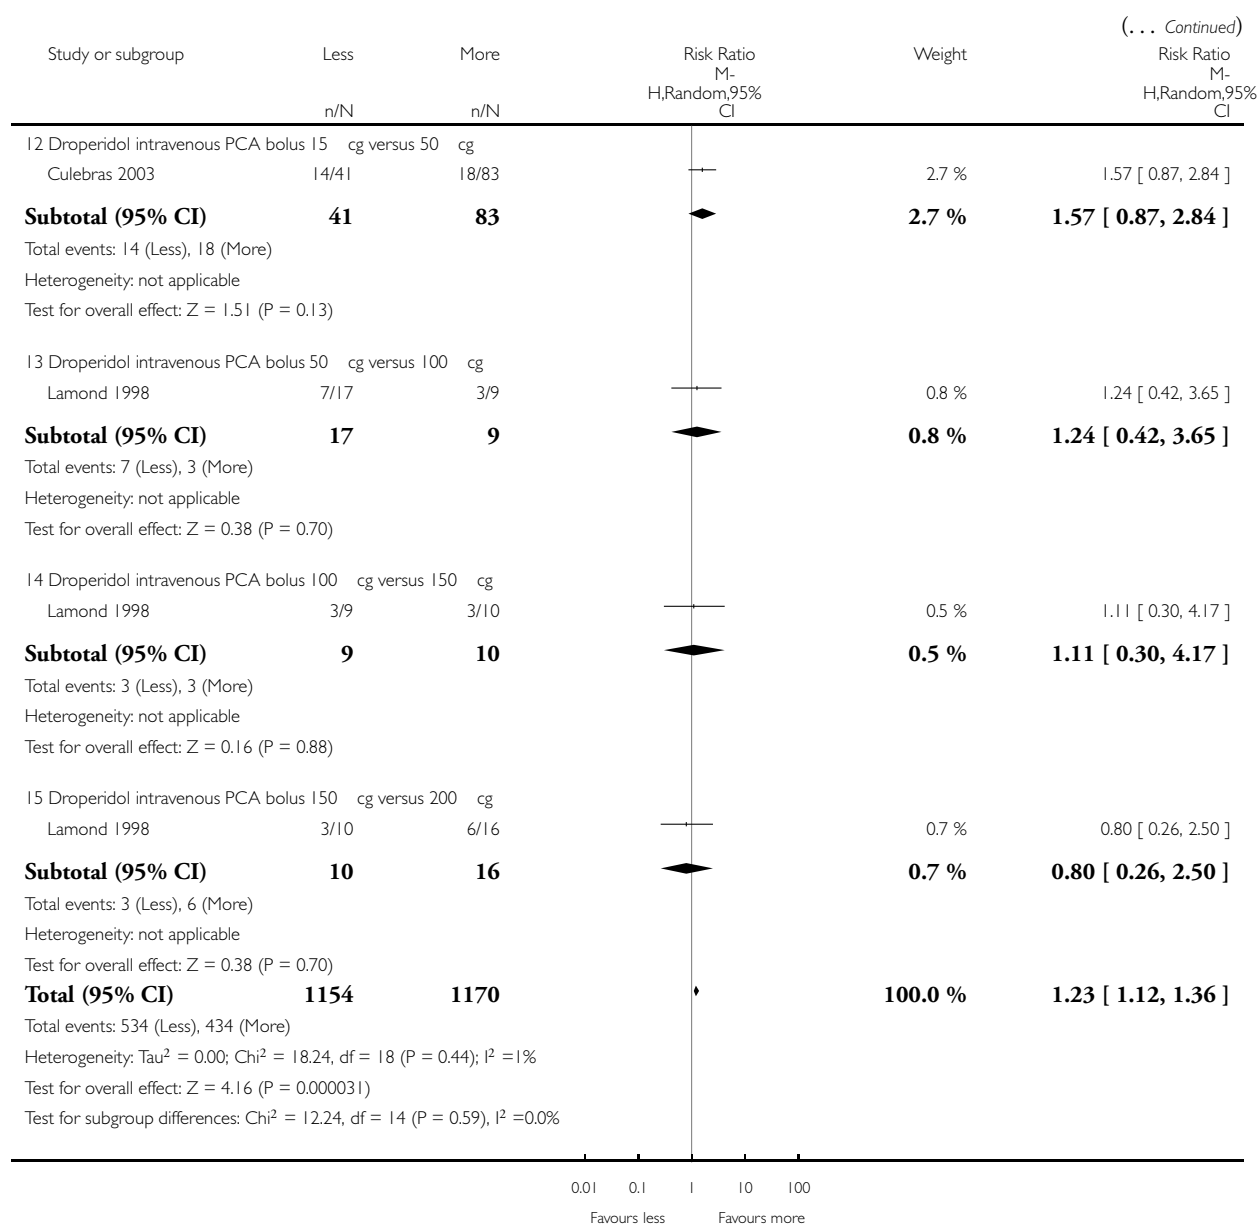 (... Continued)
Study or subgroup Less More Risk Ratio Weight Risk Ratio
M- M-
H,Random,95% H,Random,95%
n/N n/N CI CI
12 Droperidol intravenous PCA bolus 15 cg versus 50 cg
Culebras 2003 14/41 18/83 2.7 % 1.57 [ 0.87, 2.84 ]
Subtotal (95% CI) 41 83 2.7 % 1.57 [ 0.87, 2.84 ]
Total events: 14 (Less), 18 (More)
Heterogeneity: not applicable
Test for overall effect: Z = 1.51 (P = 0.13)
13 Droperidol intravenous PCA bolus 50 cg versus 100 cg
Lamond 1998 7/17 3/9 0.8 % 1.24 [ 0.42, 3.65 ]
Subtotal (95% CI) 17 9 0.8 % 1.24 [ 0.42, 3.65 ]
Total events: 7 (Less), 3 (More)
Heterogeneity: not applicable
Test for overall effect: Z = 0.38 (P = 0.70)
14 Droperidol intravenous PCA bolus 100 cg versus 150 cg
Lamond 1998 3/9 3/10 0.5 % 1.11 [ 0.30, 4.17 ]
Subtotal (95% CI) 9 10 0.5 % 1.11 [ 0.30, 4.17 ]
Total events: 3 (Less), 3 (More)
Heterogeneity: not applicable
Test for overall effect: Z = 0.16 (P = 0.88)
15 Droperidol intravenous PCA bolus 150 cg versus 200 cg
Lamond 1998 3/10 6/16 0.7 % 0.80 [ 0.26, 2.50 ]
Subtotal (95% CI) 10 16 0.7 % 0.80 [ 0.26, 2.50 ]
Total events: 3 (Less), 6 (More)
Heterogeneity: not applicable
Test for overall effect: Z = 0.38 (P = 0.70)
Total (95% CI) 1154 1170 100.0 % 1.23 [ 1.12, 1.36 ]
Total events: 534 (Less), 434 (More)
Heterogeneity: Tau² = 0.00; Chi² = 18.24, df = 18 (P = 0.44); I² =1%
Test for overall effect: Z = 4.16 (P = 0.000031)
Test for subgroup differences: Chi² = 12.24, df = 14 (P = 0.59), I² =0.0%
0.01 0.1 1 10 100
Favours less Favours more